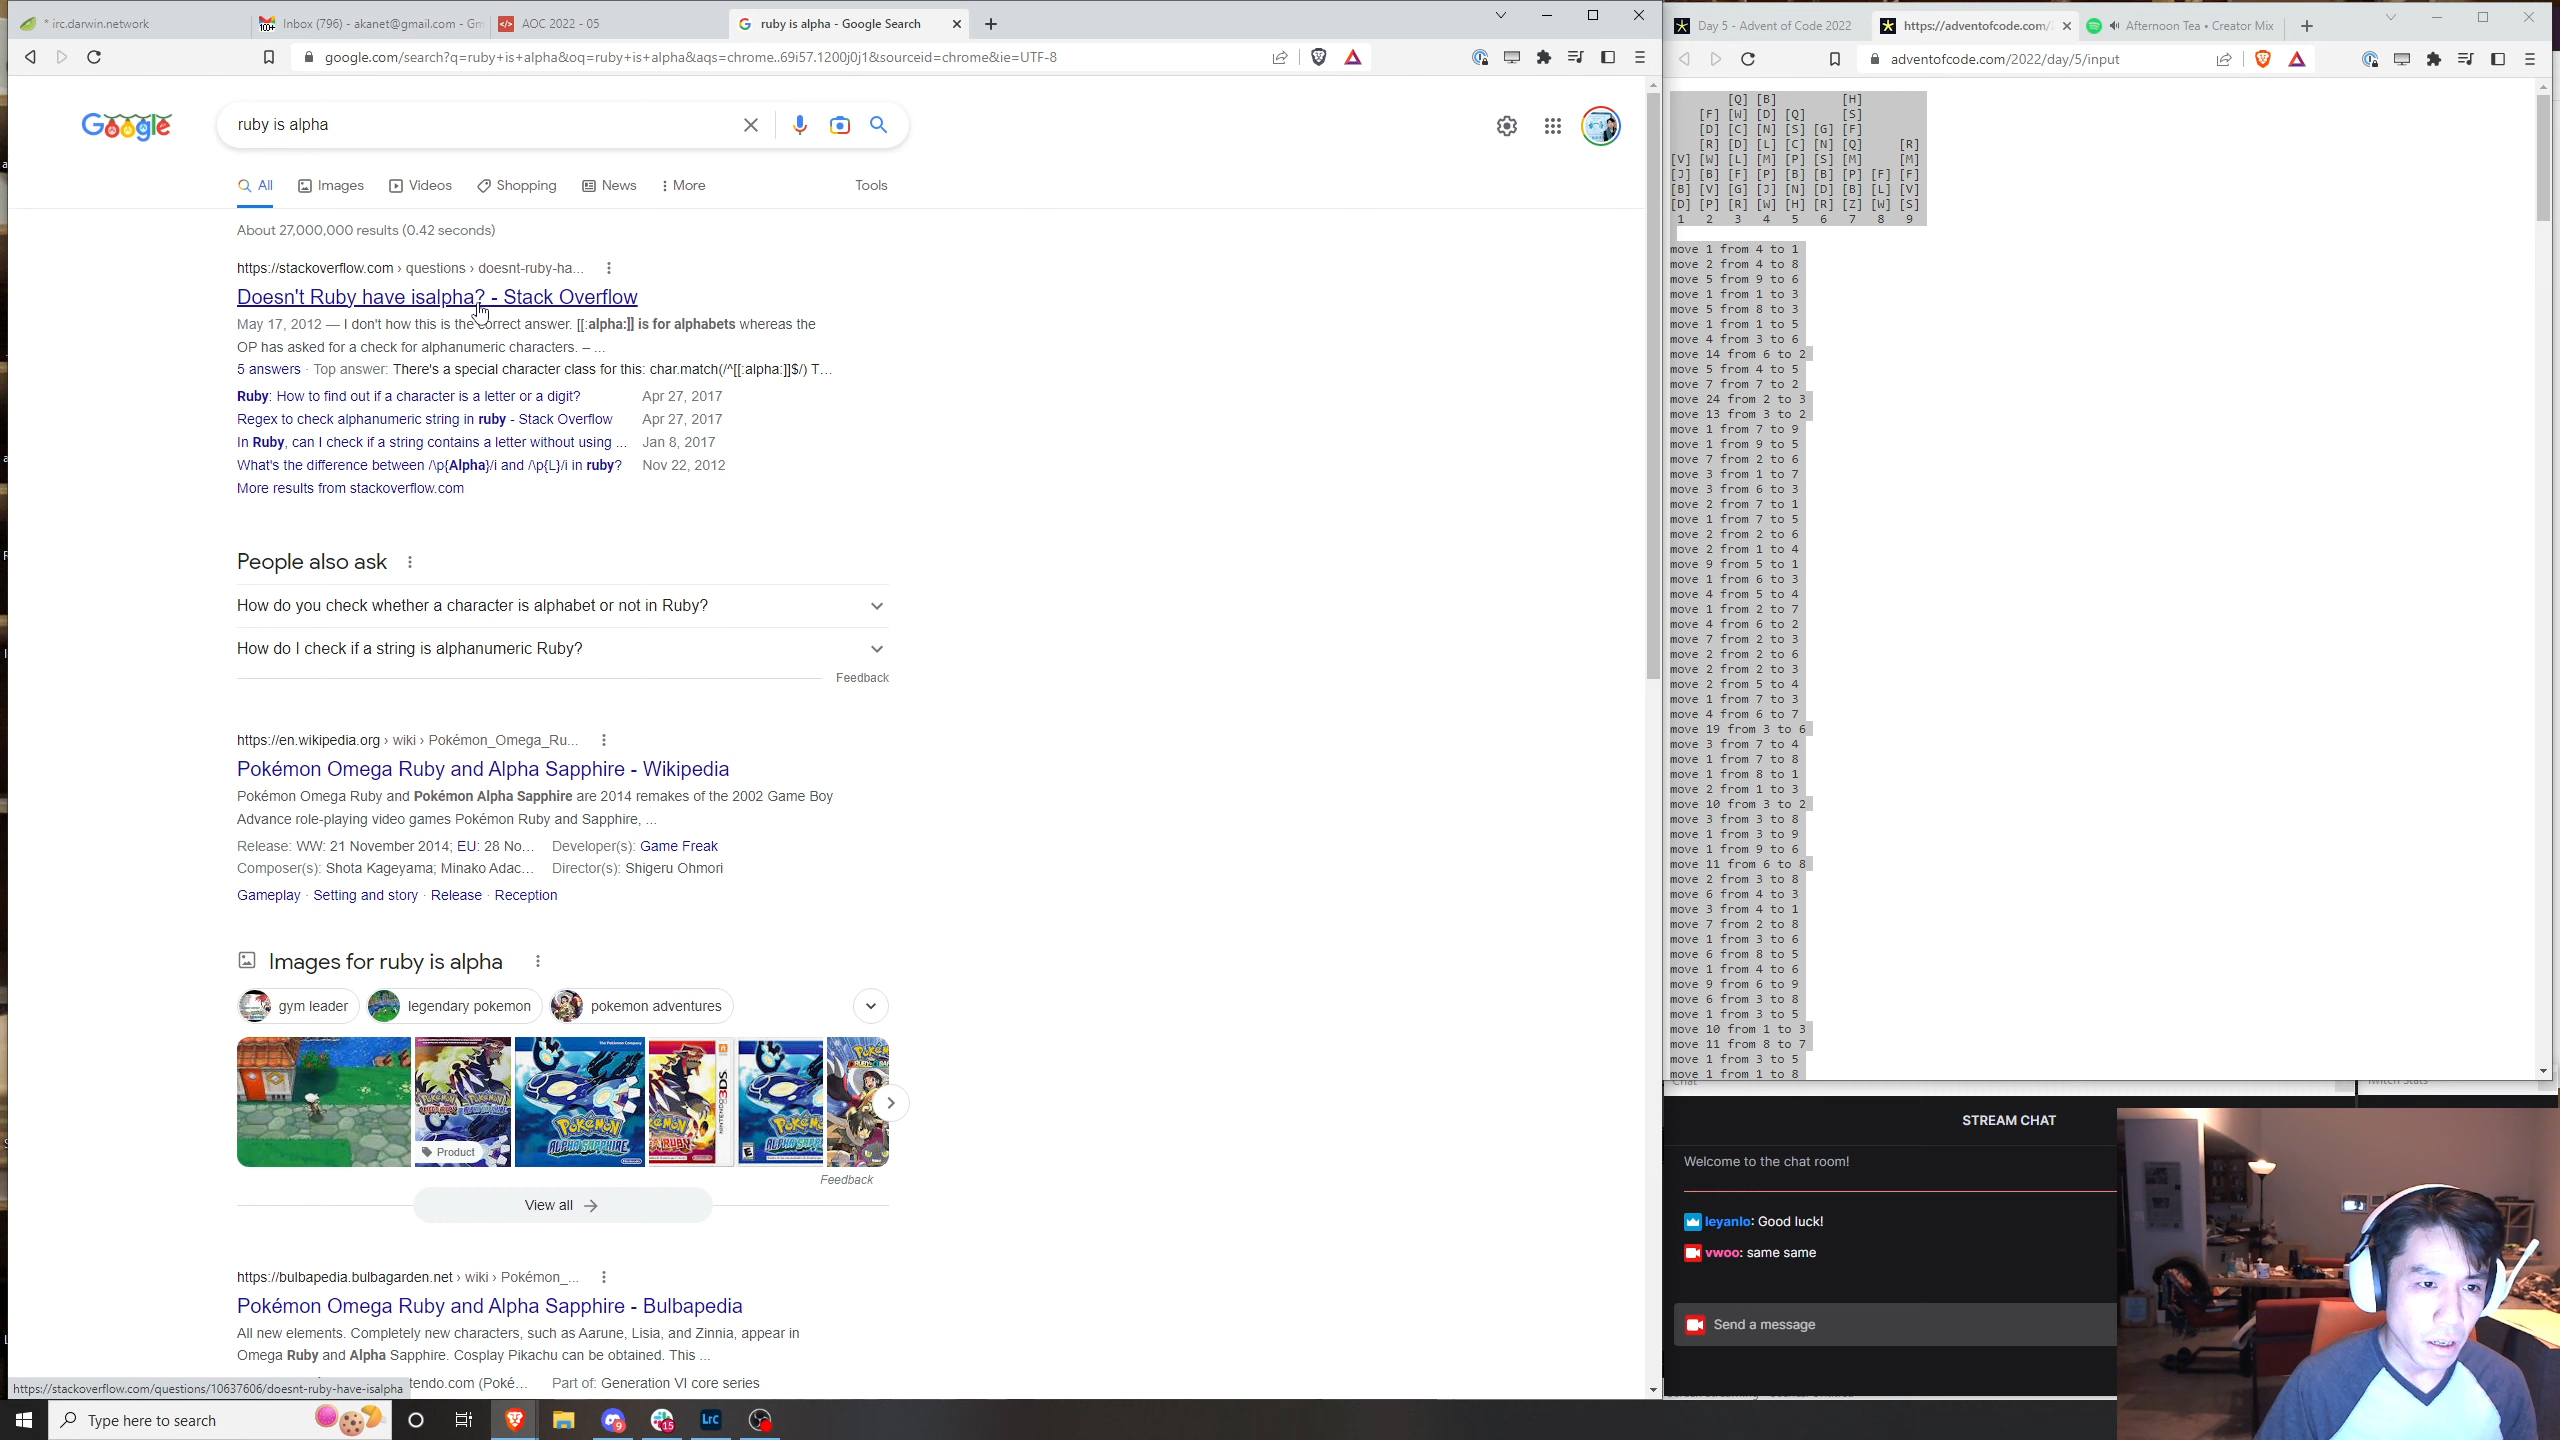 * irc.darwin.network
Inbox (796) - akanet@gmail.com - Gm
AOC 2022 - 05
ruby is alpha - Google Search
google.com/search?q=ruby+is+alpha&oq=ruby+is+alpha&aqs=chrome..69i57.1200j0j1&sourceid=chrome&ie=UTF-8
Google
ruby is alpha
All
Images
Videos
Shopping
News
More
Tools
About 27,000,000 results (0.42 seconds)
https://stackoverflow.com › questions › doesnt-ruby-ha...
Doesn't Ruby have isalpha? - Stack Overflow
May 17, 2012 — I don't how this is the correct answer. [[:alpha:]] is for alphabets whereas the
OP has asked for a check for alphanumeric characters. – ...
5 answers · Top answer: There's a special character class for this: char.match(/^[[:alpha:]]$/) T...
Ruby: How to find out if a character is a letter or a digit? Apr 27, 2017
Regex to check alphanumeric string in ruby - Stack Overflow Apr 27, 2017
In Ruby, can I check if a string contains a letter without using ... Jan 8, 2017
What's the difference between /\p{Alpha}/i and /\p{L}/i in ruby? Nov 22, 2012
More results from stackoverflow.com
People also ask
How do you check whether a character is alphabet or not in Ruby?
How do I check if a string is alphanumeric Ruby?
Feedback
https://en.wikipedia.org › wiki › Pokémon_Omega_Ru...
Pokémon Omega Ruby and Alpha Sapphire - Wikipedia
Pokémon Omega Ruby and Pokémon Alpha Sapphire are 2014 remakes of the 2002 Game Boy
Advance role-playing video games Pokémon Ruby and Sapphire, ...
Release: WW: 21 November 2014; EU: 28 No... Developer(s): Game Freak
Composer(s): Shota Kageyama; Minako Adac... Director(s): Shigeru Ohmori
Gameplay · Setting and story · Release · Reception
Images for ruby is alpha
gym leader
legendary pokemon
pokemon adventures
Product
Feedback
View all
https://bulbapedia.bulbagarden.net › wiki › Pokémon_...
Pokémon Omega Ruby and Alpha Sapphire - Bulbapedia
All new elements. Completely new characters, such as Aarune, Lisia, and Zinnia, appear in
Omega Ruby and Alpha Sapphire. Cosplay Pikachu can be obtained. This ...
tendo.com (Poké... Part of: Generation VI core series
https://stackoverflow.com/questions/10637606/doesnt-ruby-have-isalpha
Type here to search
9
15
Lrc
Day 5 - Advent of Code 2022
https://adventofcode.com/
Afternoon Tea • Creator Mix
adventofcode.com/2022/day/5/input
[Q] [B] [H]
[F] [W] [D] [Q] [S]
[D] [C] [N] [S] [G] [F]
[R] [D] [L] [C] [N] [Q] [R]
[V] [W] [L] [M] [P] [S] [M] [M]
[J] [B] [F] [P] [B] [B] [P] [F] [F]
[B] [V] [G] [J] [N] [D] [B] [L] [V]
[D] [P] [R] [W] [H] [R] [Z] [W] [S]
1 2 3 4 5 6 7 8 9
move 1 from 4 to 1
move 2 from 4 to 8
move 5 from 9 to 6
move 1 from 1 to 3
move 5 from 8 to 3
move 1 from 1 to 5
move 4 from 3 to 6
move 14 from 6 to 2
move 5 from 4 to 5
move 7 from 7 to 2
move 24 from 2 to 3
move 13 from 3 to 2
move 1 from 7 to 9
move 1 from 9 to 5
move 7 from 2 to 6
move 3 from 1 to 7
move 3 from 6 to 3
move 2 from 7 to 1
move 1 from 7 to 5
move 2 from 2 to 6
move 2 from 1 to 4
move 9 from 5 to 1
move 1 from 6 to 3
move 4 from 5 to 4
move 1 from 2 to 7
move 4 from 6 to 2
move 7 from 2 to 3
move 2 from 2 to 6
move 2 from 2 to 3
move 2 from 5 to 4
move 1 from 7 to 3
move 4 from 6 to 7
move 19 from 3 to 6
move 3 from 7 to 4
move 1 from 7 to 8
move 1 from 8 to 1
move 2 from 1 to 3
move 10 from 3 to 2
move 3 from 3 to 8
move 1 from 3 to 9
move 1 from 9 to 6
move 11 from 6 to 8
move 2 from 3 to 8
move 6 from 4 to 3
move 3 from 4 to 1
move 7 from 2 to 8
move 1 from 3 to 6
move 6 from 8 to 5
move 1 from 4 to 6
move 9 from 6 to 9
move 6 from 3 to 8
move 1 from 3 to 5
move 10 from 1 to 3
move 11 from 8 to 7
move 1 from 3 to 5
move 1 from 1 to 8
Chat
STREAM CHAT
Welcome to the chat room!
leyanlo: Good luck!
vwoo: same same
Send a message